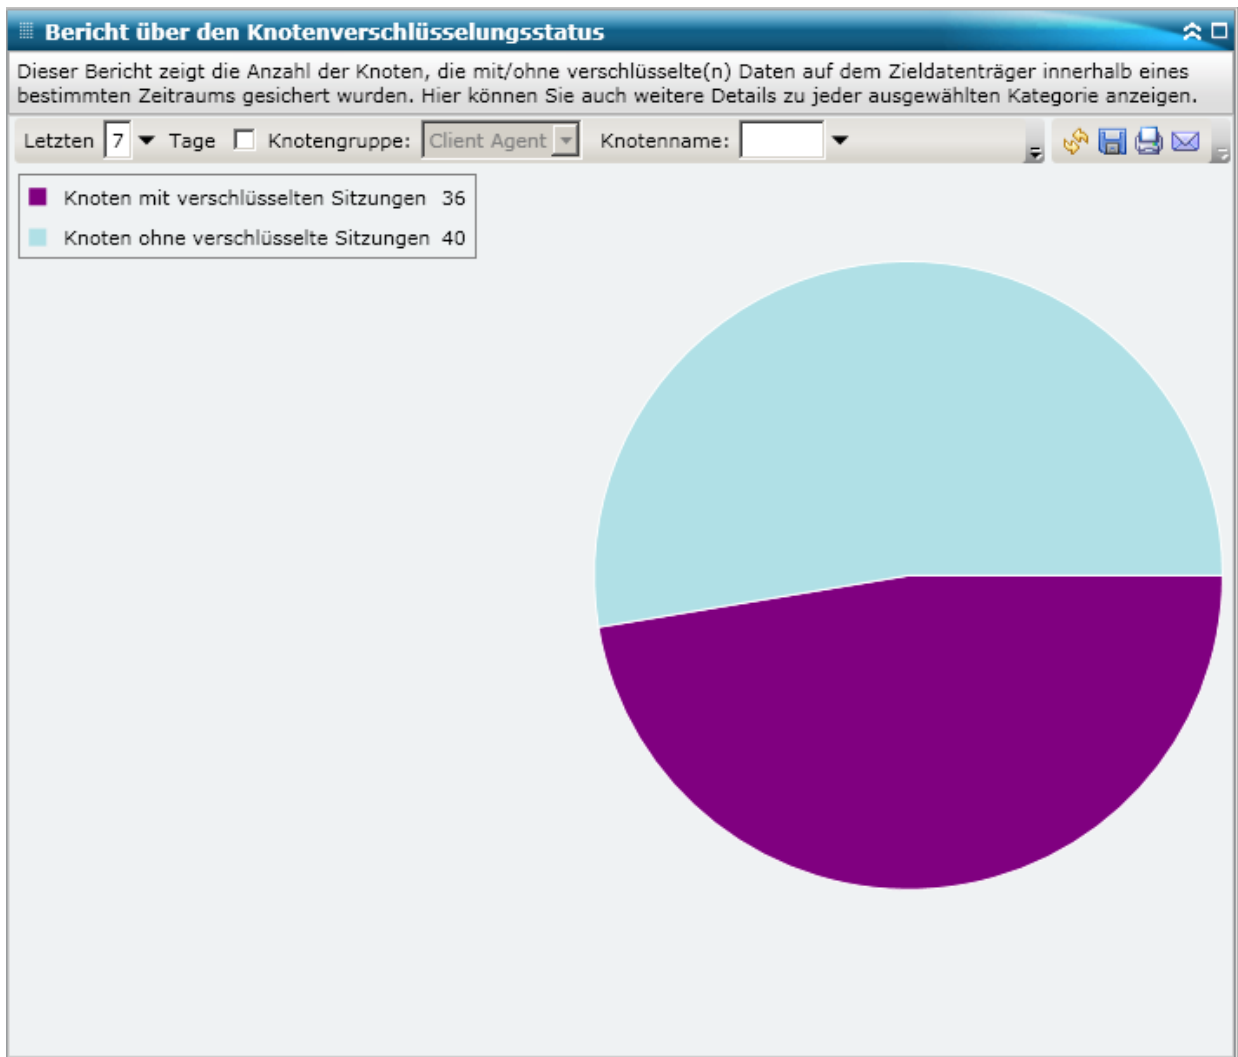 Bericht über den Knotenverschlüsselungsstatus
Dieser Bericht zeigt die Anzahl der Knoten, die mit/ohne verschlüsselte(n) Daten auf dem Zieldatenträger innerhalb eines
bestimmten Zeitraums gesichert wurden. Hier können Sie auch weitere Details zu jeder ausgewählten Kategorie anzeigen.
Letzten 7 Tage Knotengruppe: Client Agent Knotenname:
Knoten mit verschlüsselten Sitzungen 36
Knoten ohne verschlüsselte Sitzungen 40